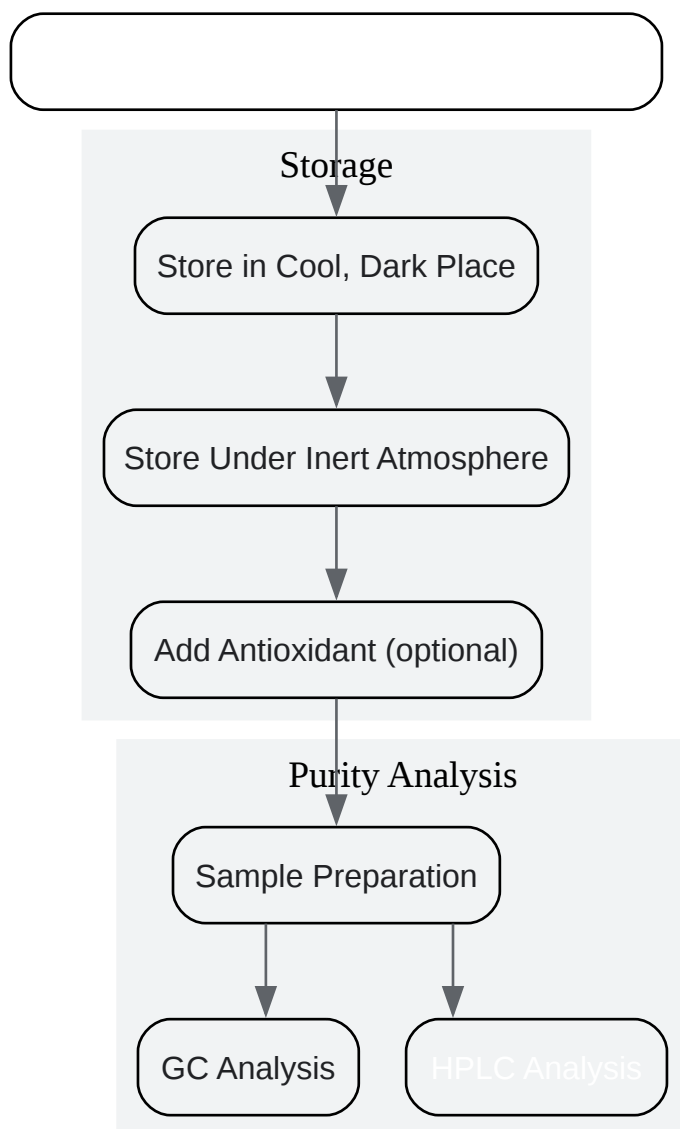 Storage
Store in Cool, Dark Place
Store Under Inert Atmosphere
Add Antioxidant (optional)
Purity Analysis
Sample Preparation
GC Analysis
HPLC Analysis